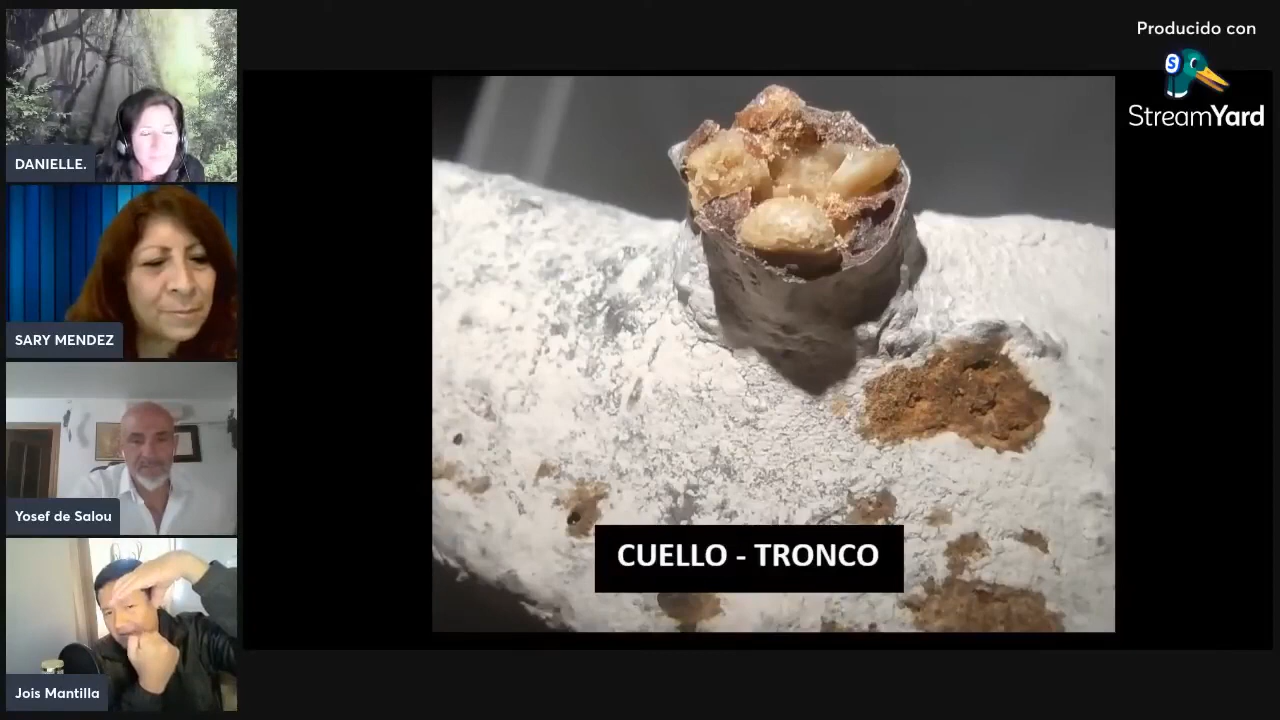 DANIELLE.
SARY MENDEZ
Yosef de Salou
Jois Mantilla
CUELLO - TRONCO
Producido con
S
StreamYard